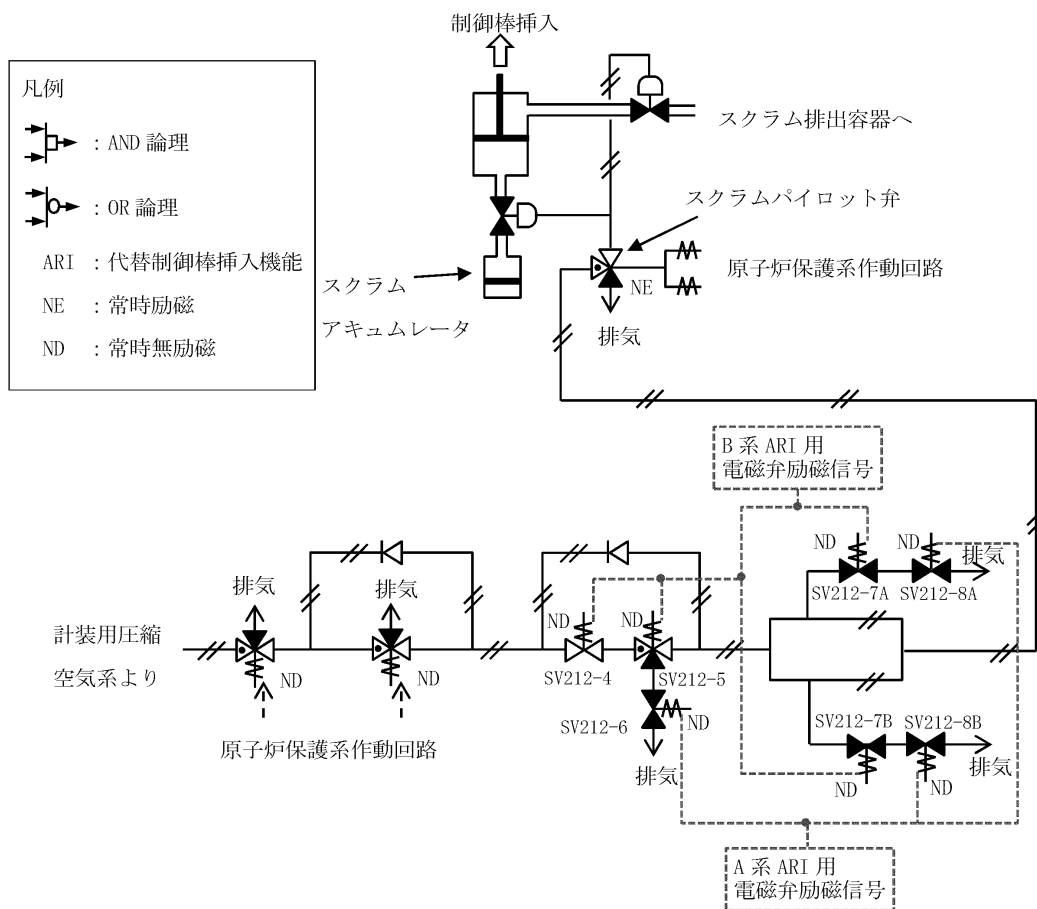 制御棒挿入
凡例
: AND 論理
: OR 論理
ARI : 代替制御棒挿入機能
NE : 常時励磁
ND : 常時無励磁
スクラム排出容器へ
スクラムパイロット弁
原子炉保護系作動回路
NE
排気
スクラム
アキュムレータ
B系 ARI 用
電磁弁励磁信号
ND
ND
排気
SV212-7A
SV212-8A
排気
排気
計装用圧縮
空気系より
ND
ND
原子炉保護系作動回路
ND
ND
SV212-4
SV212-5
SV212-6
ND
排気
SV212-7B
SV212-8B
排気
ND
ND
A系 ARI 用
電磁弁励磁信号